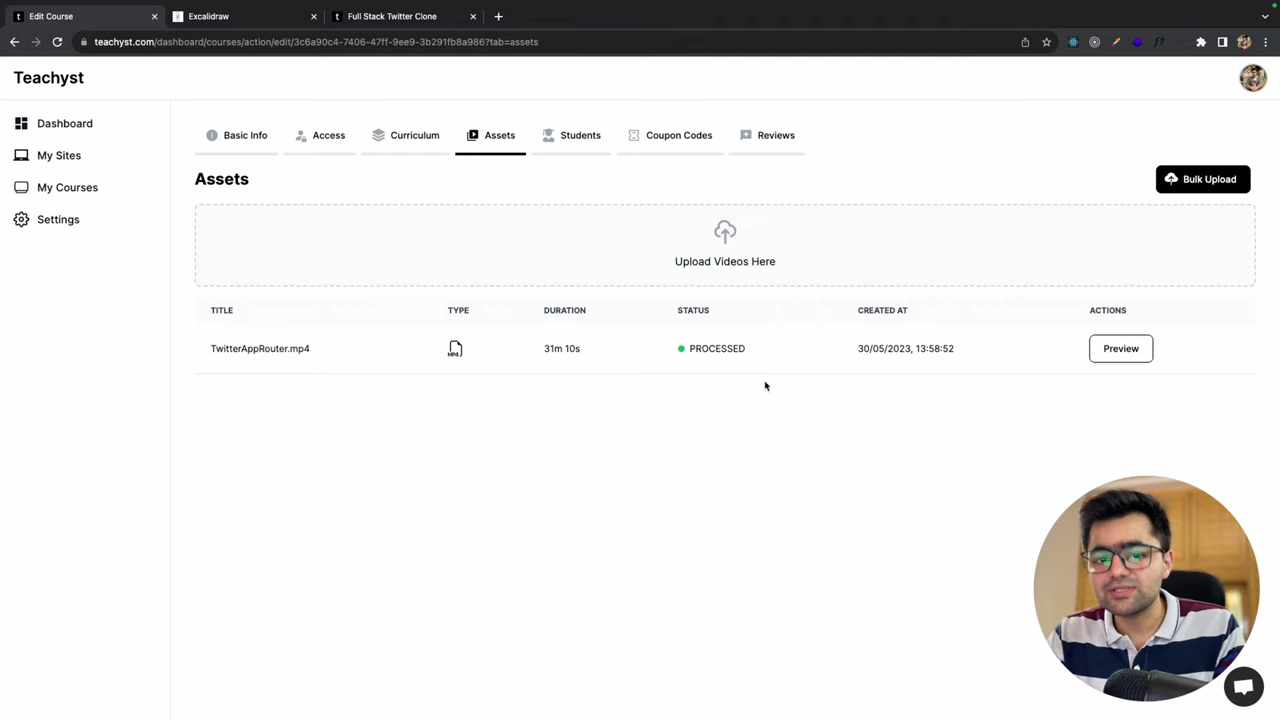 Edit Course
Excalidraw
Full Stack Twitter Clone
teachyst.com/dashboard/courses/action/edit/3c6a90c4-7406-47ff-9ee9-3b291fb8a986?tab=assets
Teachyst
Dashboard
My Sites
My Courses
Settings
Basic Info
Access
Curriculum
Assets
Students
Coupon Codes
Reviews
Assets
Bulk Upload
Upload Videos Here
TITLE TYPE DURATION STATUS CREATED AT ACTIONS
TwitterAppRouter.mp4 MP4 31m 10s PROCESSED 30/05/2023, 13:58:52 Preview